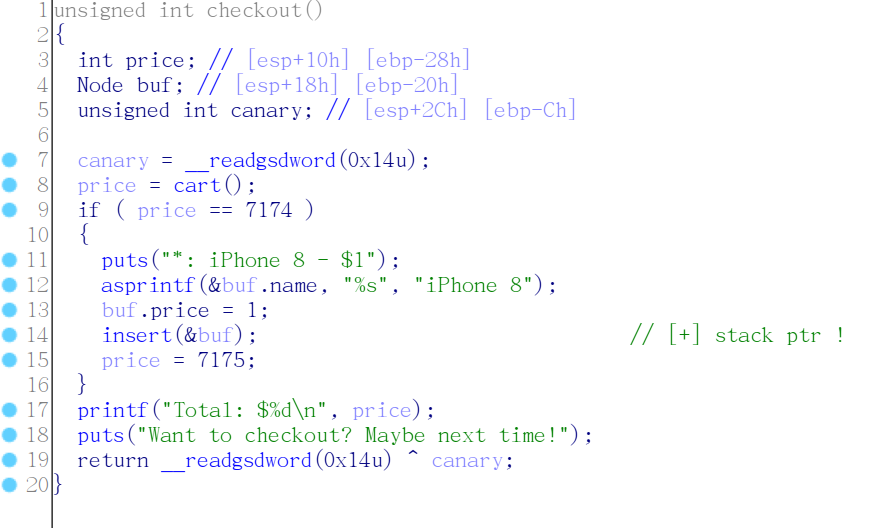 1 unsigned int checkout()
2 {
3 int price; // [esp+10h] [ebp-28h]
4 Node buf; // [esp+18h] [ebp-20h]
5 unsigned int canary; // [esp+2Ch] [ebp-Ch]
6
7 canary = __readgsdword(0x14u);
8 price = cart();
9 if ( price == 7174 )
10 {
11 puts("*: iPhone 8 - $1");
12 asprintf(&buf.name, "%s", "iPhone 8");
13 buf.price = 1;
14 insert(&buf); // [+] stack ptr !
15 price = 7175;
16 }
17 printf("Total: $%d\n", price);
18 puts("Want to checkout? Maybe next time!");
19 return __readgsdword(0x14u) ^ canary;
20 }